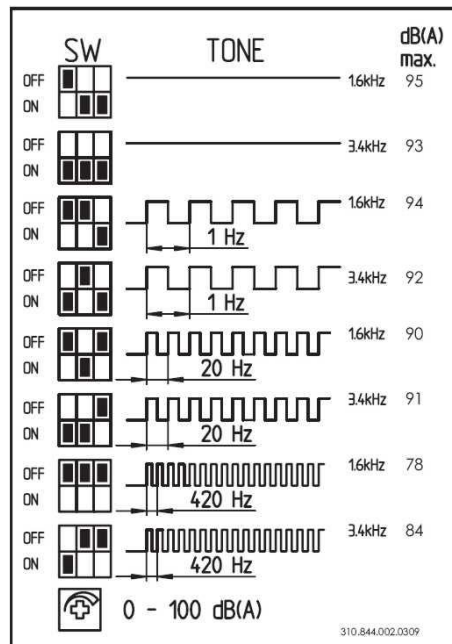 SW TONE dB(A)
max.
OFF 1.6kHz 95
ON
OFF 3.4kHz 93
ON
OFF 1.6kHz 94
ON 1 Hz
OFF 3.4kHz 92
ON 1 Hz
OFF 1.6kHz 90
ON 20 Hz
OFF 3.4kHz 91
ON 20 Hz
OFF 1.6kHz 78
ON 420 Hz
OFF 3.4kHz 84
ON 420 Hz
0 - 100 dB(A)
310.844.002.0309